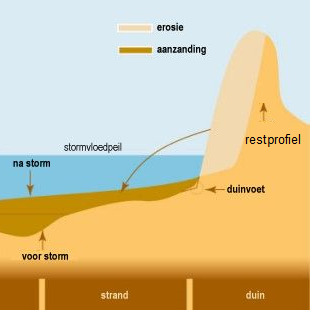 erosie
aanzanding
restprofiel
stormvloedpeil
na storm
duinvoet
voor storm
strand
duin